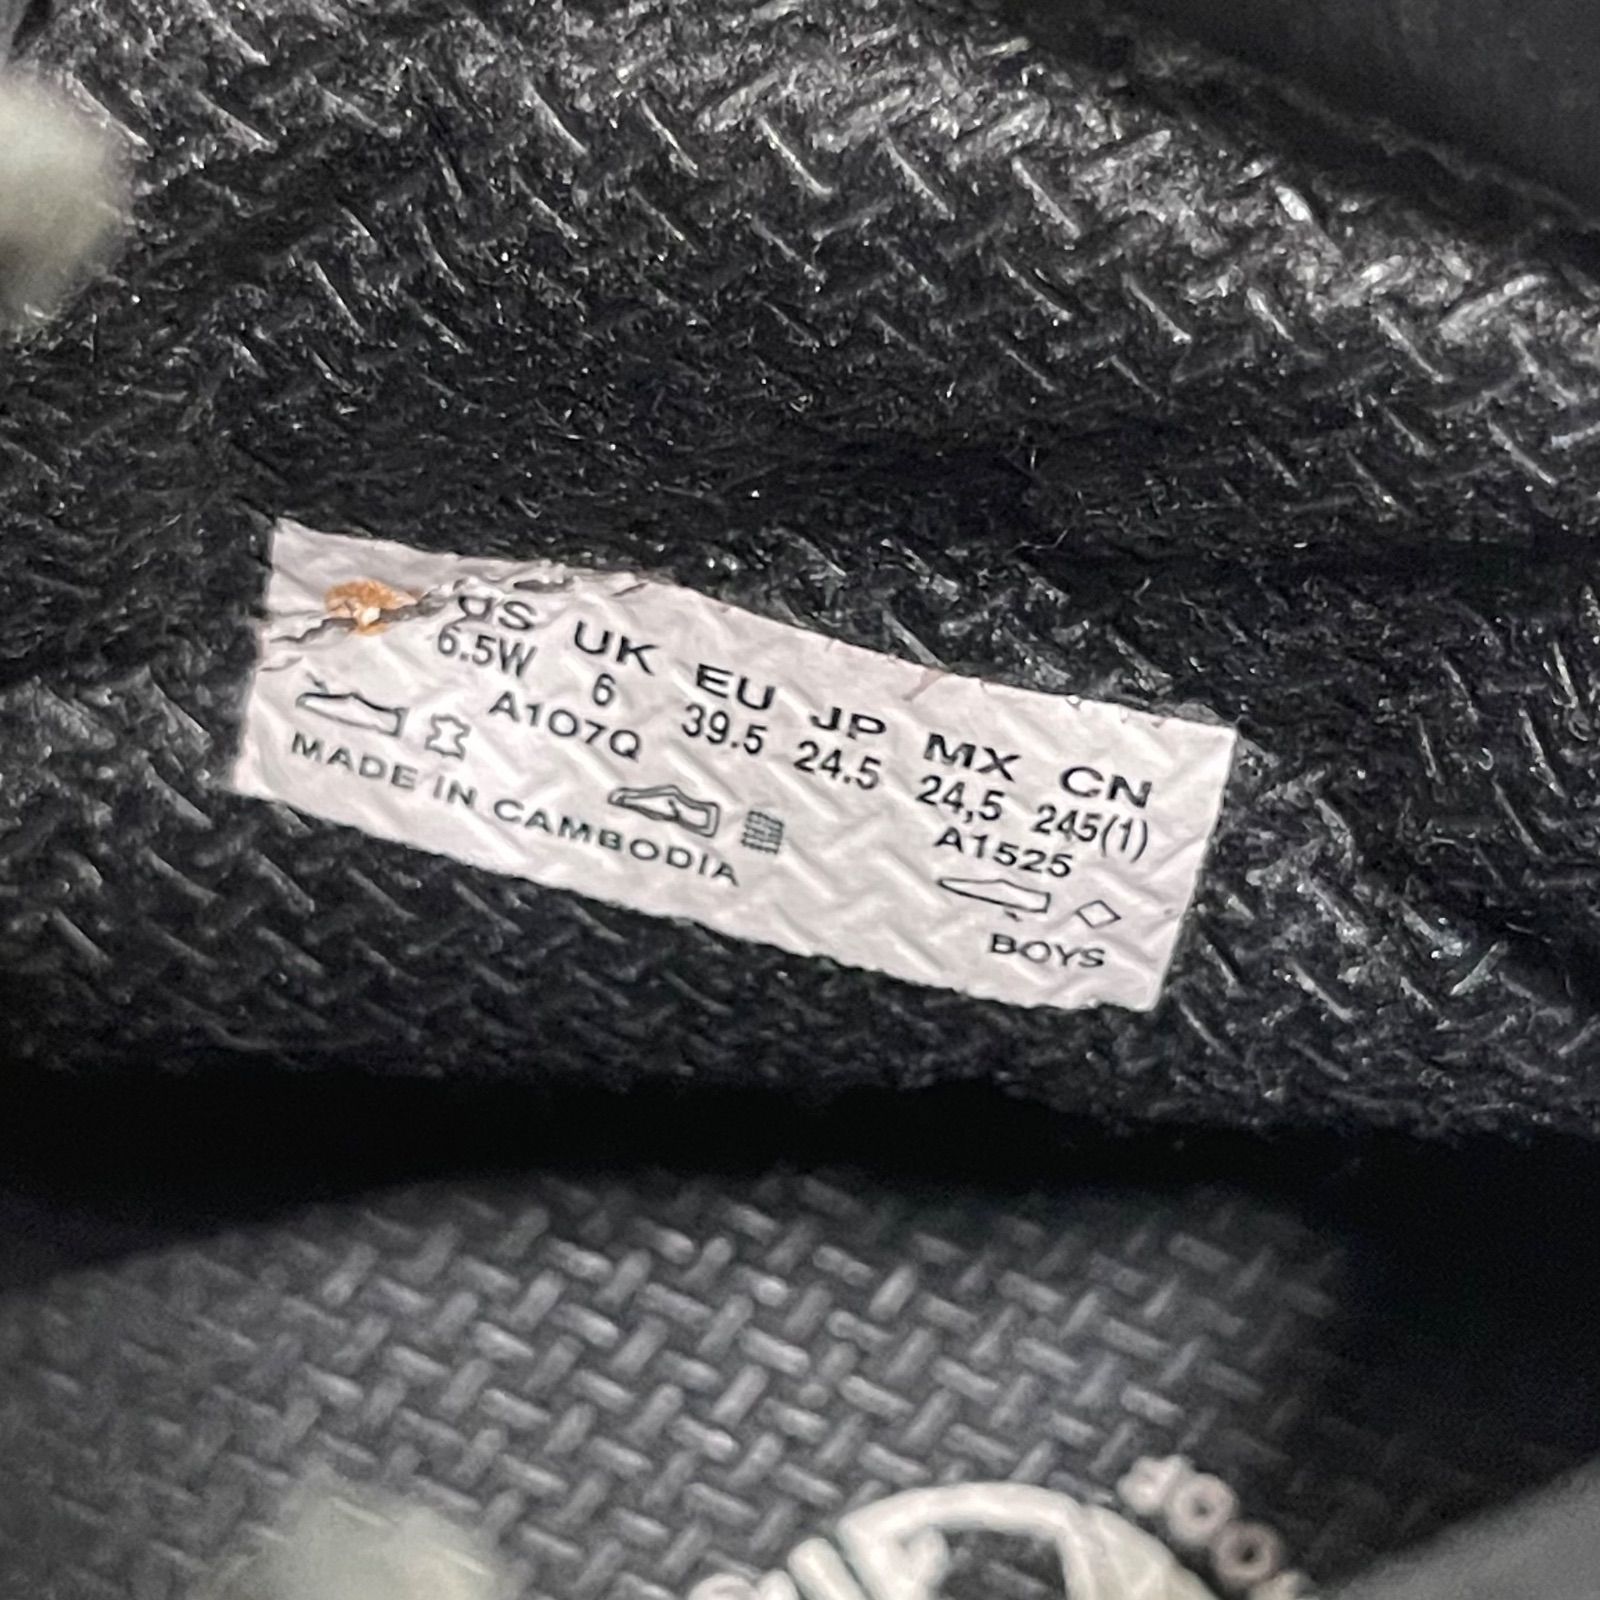 US UK EU JP MX CN
6.5W 6 39.5 24.5 24,5 245(1)
A1O7Q A1525
MADE IN CAMBODIA BOYS